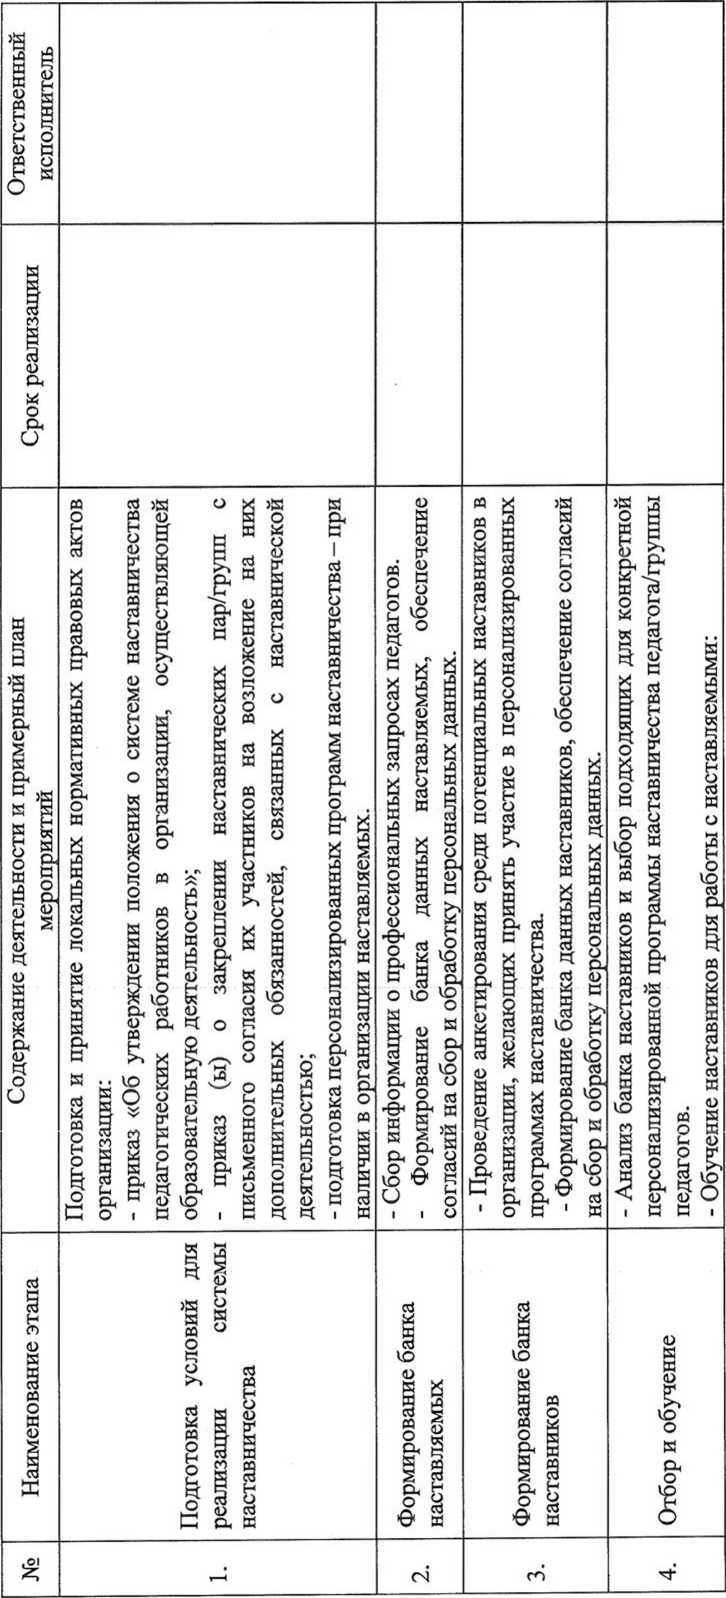 №
Наименование этапа
Содержание деятельности и примерный план
мероприятий
Срок реализации
Ответственный
исполнитель
1.
Подготовка условий для
реализации системы
наставничества
Подготовка и принятие локальных нормативных правовых актов
организации:
- приказ «Об утверждении положения о системе наставничества
педагогических работников в организации, осуществляющей
образовательную деятельность»;
- приказ (ы) о закреплении наставнических пар/групп с
письменного согласия их участников на возложение на них
дополнительных обязанностей, связанных с наставнической
деятельностью;
- подготовка персонализированных программ наставничества – при
наличии в организации наставляемых.
2.
Формирование банка
наставляемых
- Сбор информации о профессиональных запросах педагогов.
- Формирование банка данных наставляемых, обеспечение
согласий на сбор и обработку персональных данных.
3.
Формирование банка
наставников
- Проведение анкетирования среди потенциальных наставников в
организации, желающих принять участие в персонализированных
программах наставничества.
- Формирование банка данных наставников, обеспечение согласий
на сбор и обработку персональных данных.
4.
Отбор и обучение
- Анализ банка наставников и выбор подходящих для конкретной
персонализированной программы наставничества педагога/группы
педагогов.
- Обучение наставников для работы с наставляемыми: